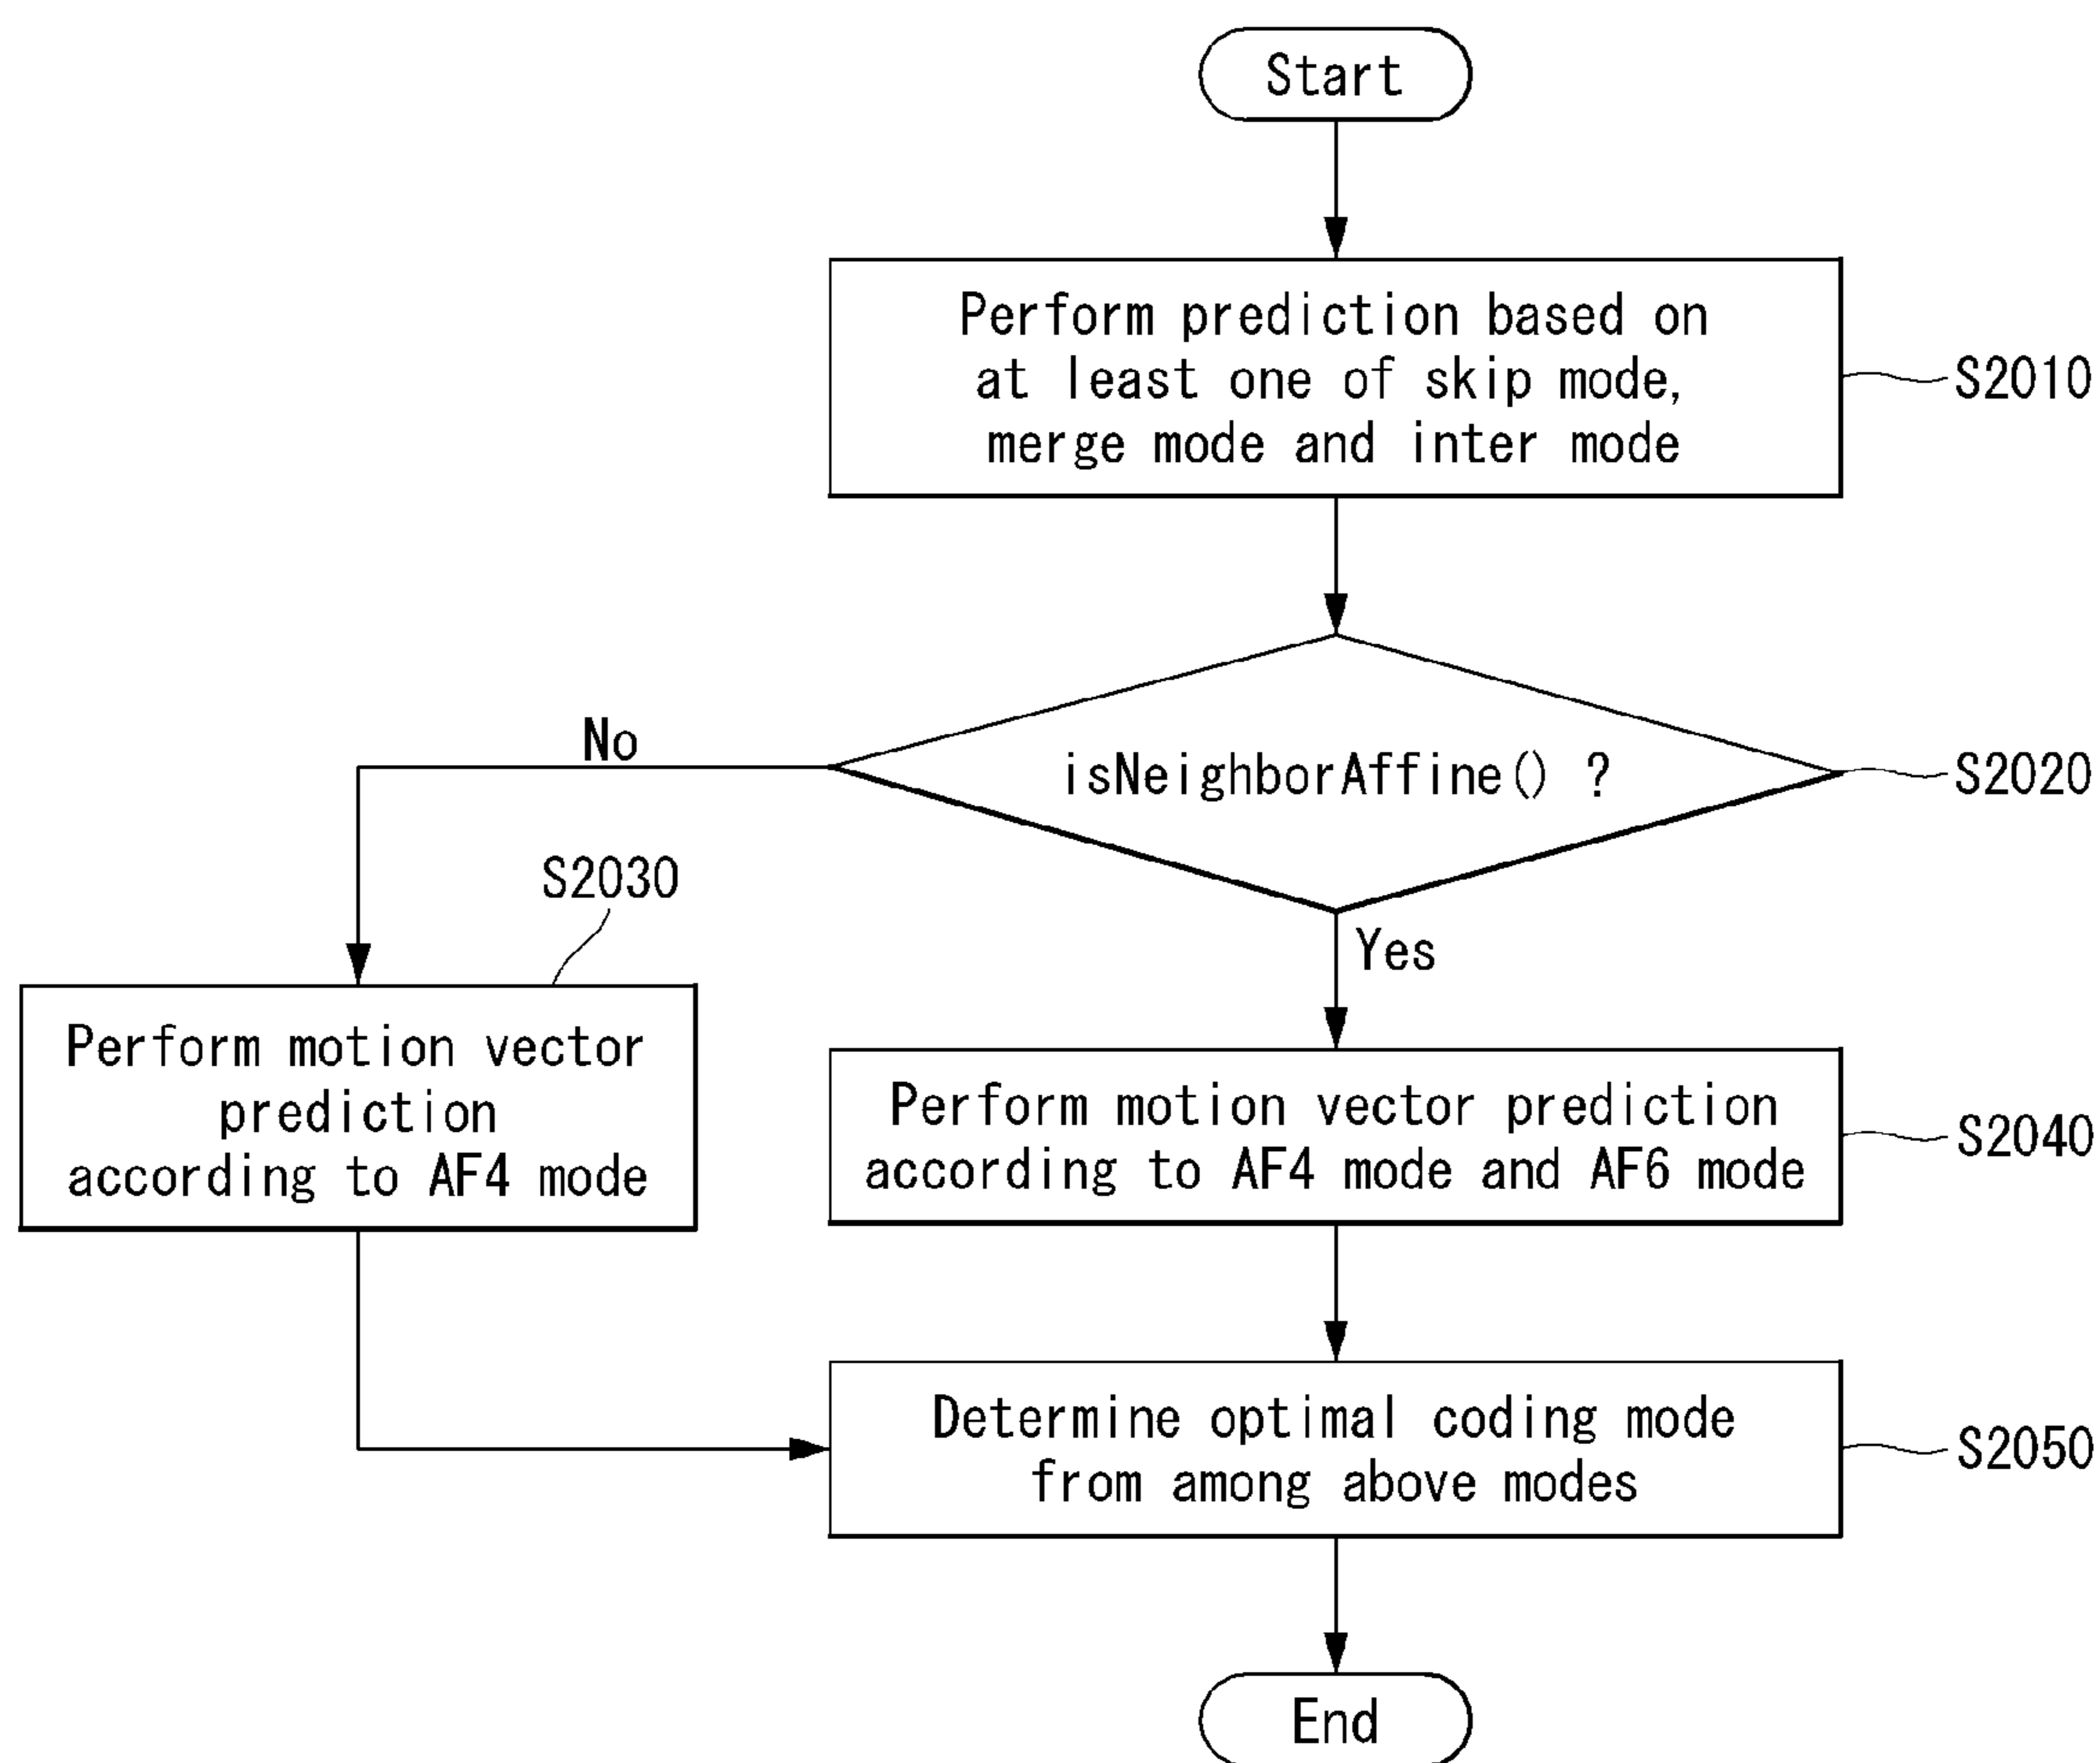 Start
Perform prediction based on
at least one of skip mode,
merge mode and inter mode
S2010
isNeighborAffine() ?
S2020
No
Yes
S2030
Perform motion vector
prediction
according to AF4 mode
Perform motion vector prediction
according to AF4 mode and AF6 mode
S2040
Determine optimal coding mode
from among above modes
S2050
End